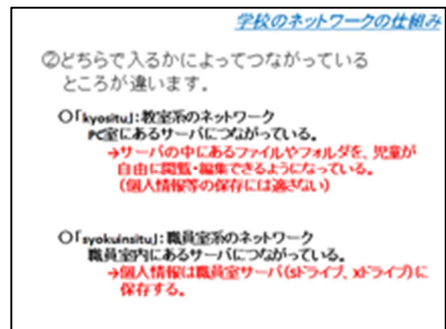 学校のネットワークの仕組み
②どちらで入るかによってつながっている
ところが違います。
○「kyositu」：教室系のネットワーク
PC室にあるサーバにつながっている。
→サーバの中にあるファイルやフォルダを、児童が
自由に閲覧・編集できるようになっている。
（個人情報等の保存には適さない）
○「syokuinsitu」：職員室系のネットワーク
職員室内にあるサーバにつながっている。
→個人情報は職員室サーバ（sドライブ、xドライブ）に
保存する。